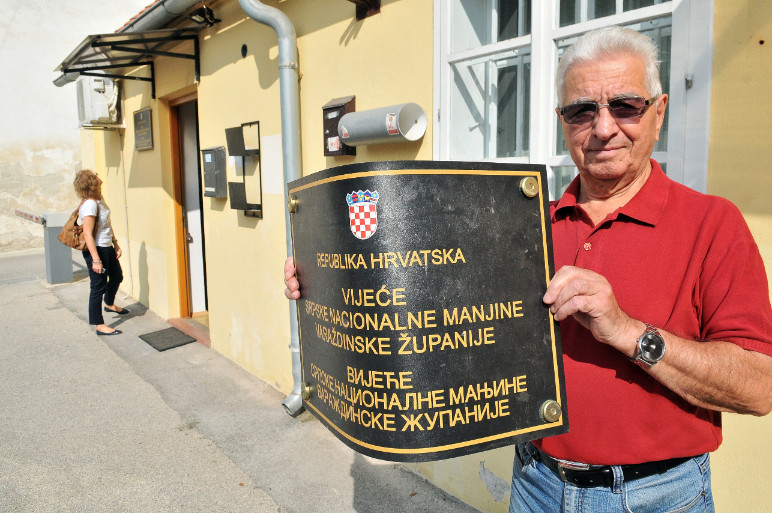 REPUBLIKA HRVATSKA
VIJEĆE
SRPSKE NACIONALNE MANJINE
VARAŽDINSKE ŽUPANIJE
ВИЈЕЋЕ
СРПСКЕ НАЦИОНАЛНЕ МАЊИНЕ
ВАРАЖДИНСКЕ ЖУПАНИЈЕ